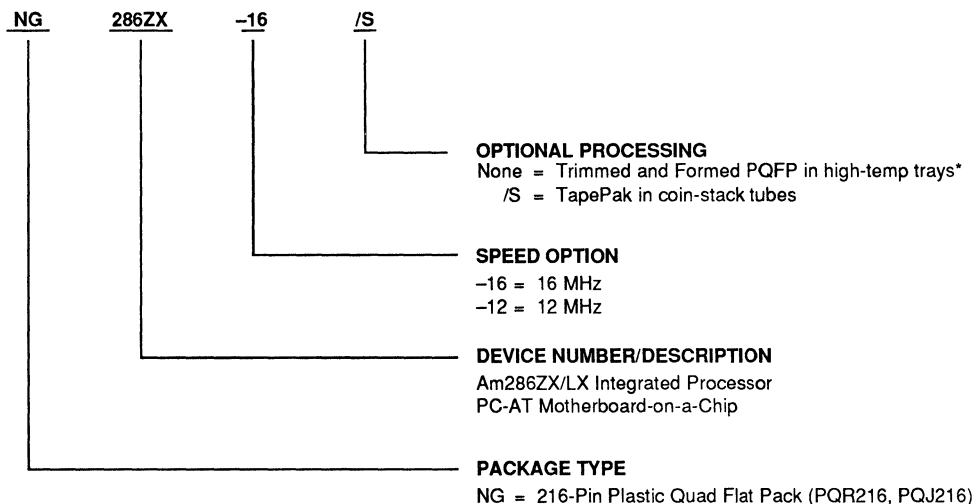 NG 286ZX –16 /S
OPTIONAL PROCESSING
None = Trimmed and Formed PQFP in high-temp trays*
/S = TapePak in coin-stack tubes
SPEED OPTION
–16 = 16 MHz
–12 = 12 MHz
DEVICE NUMBER/DESCRIPTION
Am286ZX/LX Integrated Processor
PC-AT Motherboard-on-a-Chip
PACKAGE TYPE
NG = 216-Pin Plastic Quad Flat Pack (PQR216, PQJ216)